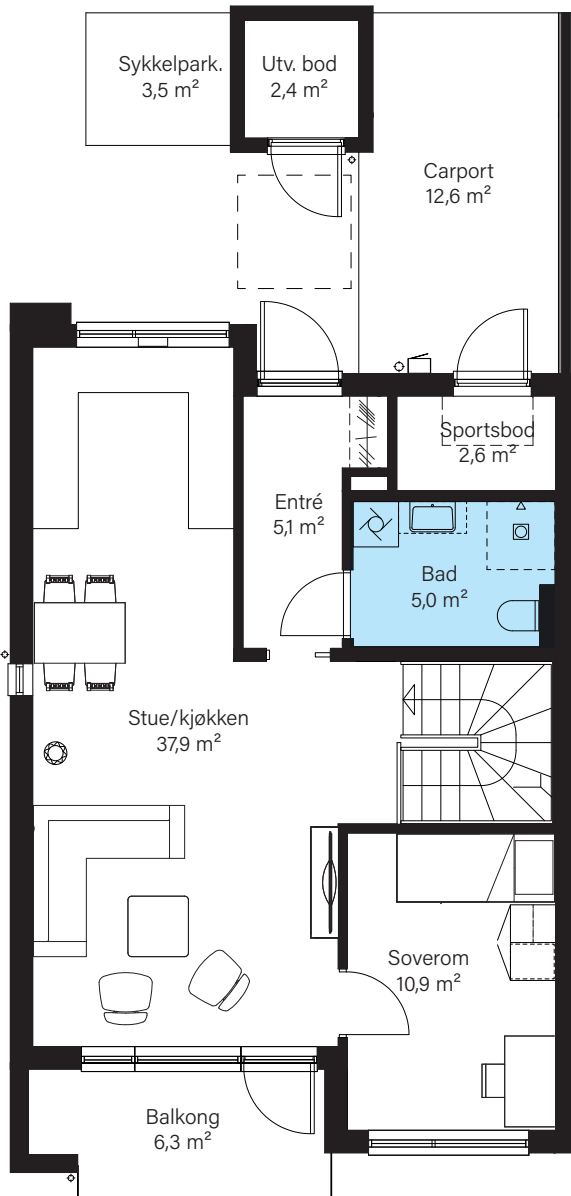 Sykkelpark.
3,5 m²
Utv. bod
2,4 m²
Carport
12,6 m²
Sportsbod
2,6 m²
Entré
5,1 m²
Bad
5,0 m²
Stue/kjøkken
37,9 m²
Soverom
10,9 m²
Balkong
6,3 m²